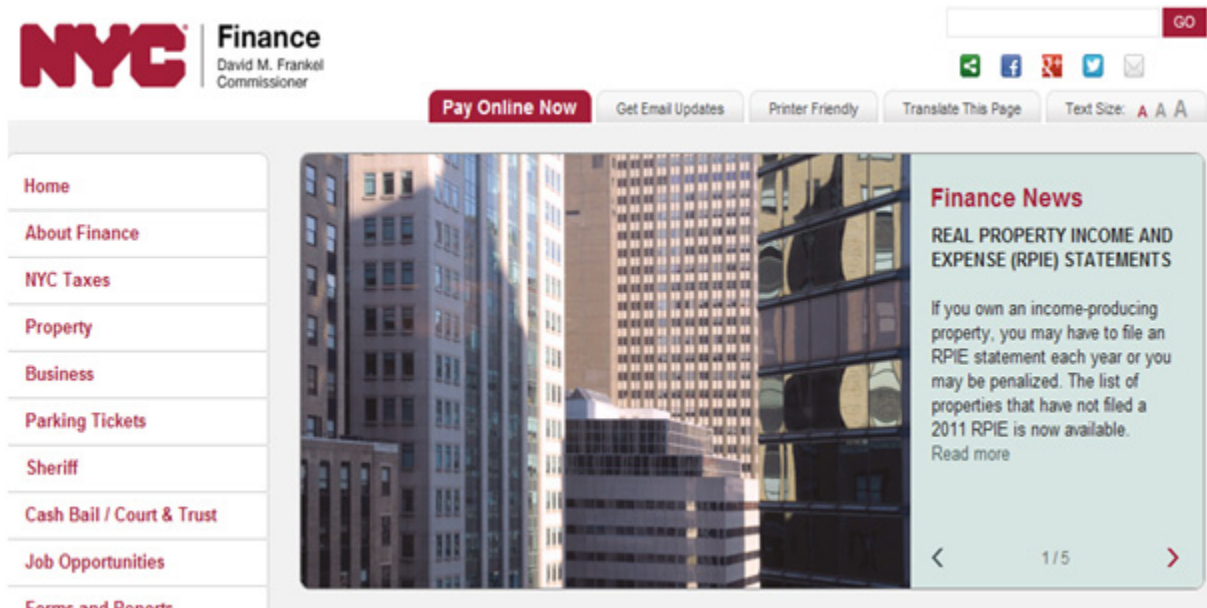 NYC
Finance
David M. Frankel
Commissioner
GO
Pay Online Now
Get Email Updates
Printer Friendly
Translate This Page
Text Size: A A A
Home
About Finance
NYC Taxes
Property
Business
Parking Tickets
Sheriff
Cash Bail / Court & Trust
Job Opportunities
Forms and Reports
Finance News
REAL PROPERTY INCOME AND
EXPENSE (RPIE) STATEMENTS
If you own an income-producing
property, you may have to file an
RPIE statement each year or you
may be penalized. The list of
properties that have not filed a
2011 RPIE is now available.
Read more
1 / 5